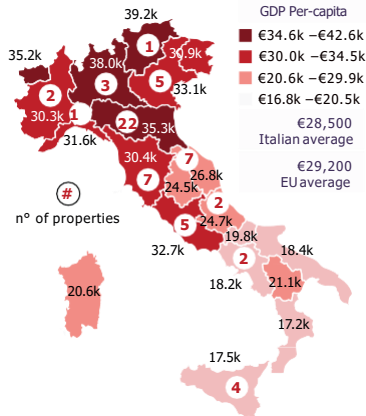 39.2k
GDP Per-capita
€34.6k –€42.6k
€30.0k –€34.5k
€20.6k –€29.9k
€16.8k –€20.5k
€28,500
Italian average
€29,200
EU average
35.2k
1
30.9k
38.0k
2
3
5
33.1k
30.3k
1
22
35.3k
31.6k
30.4k
7
7
26.8k
24.5k
#
n° of properties
2
24.7k
5
19.8k
32.7k
2
18.4k
18.2k
21.1k
20.6k
17.2k
17.5k
4